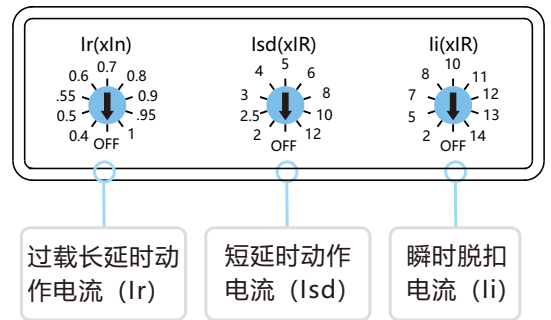 Ir(xIn) Isd(xIR) Ii(xIR)
0.4 0.5 .55 0.6 0.7 0.8 0.9 .95 1 OFF
2 2.5 3 4 5 6 8 10 12 OFF
2 5 7 8 10 11 12 13 14 OFF
过载长延时动
作电流（Ir）
短延时动作
电流（Isd）
瞬时脱扣
电流（Ii）